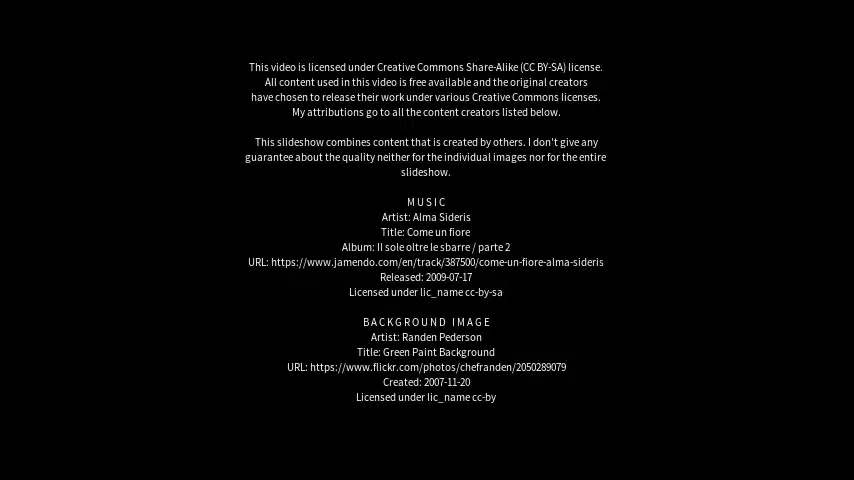 This video is licensed under Creative Commons Share-Alike (CC BY-SA) license.
All content used in this video is free available and the original creators
have chosen to release their work under various Creative Commons licenses.
My attributions go to all the content creators listed below.
This slideshow combines content that is created by others. I don't give any
guarantee about the quality neither for the individual images nor for the entire
slideshow.
MUSIC
Artist: Alma Sideris
Title: Come un fiore
Album: Il sole oltre le sbarre / parte 2
URL: https://www.jamendo.com/en/track/387500/come-un-fiore-alma-sideris
Released: 2009-07-17
Licensed under lic_name cc-by-sa
BACKGROUND IMAGE
Artist: Randen Pederson
Title: Green Paint Background
URL: https://www.flickr.com/photos/chefranden/2050289079
Created: 2007-11-20
Licensed under lic_name cc-by